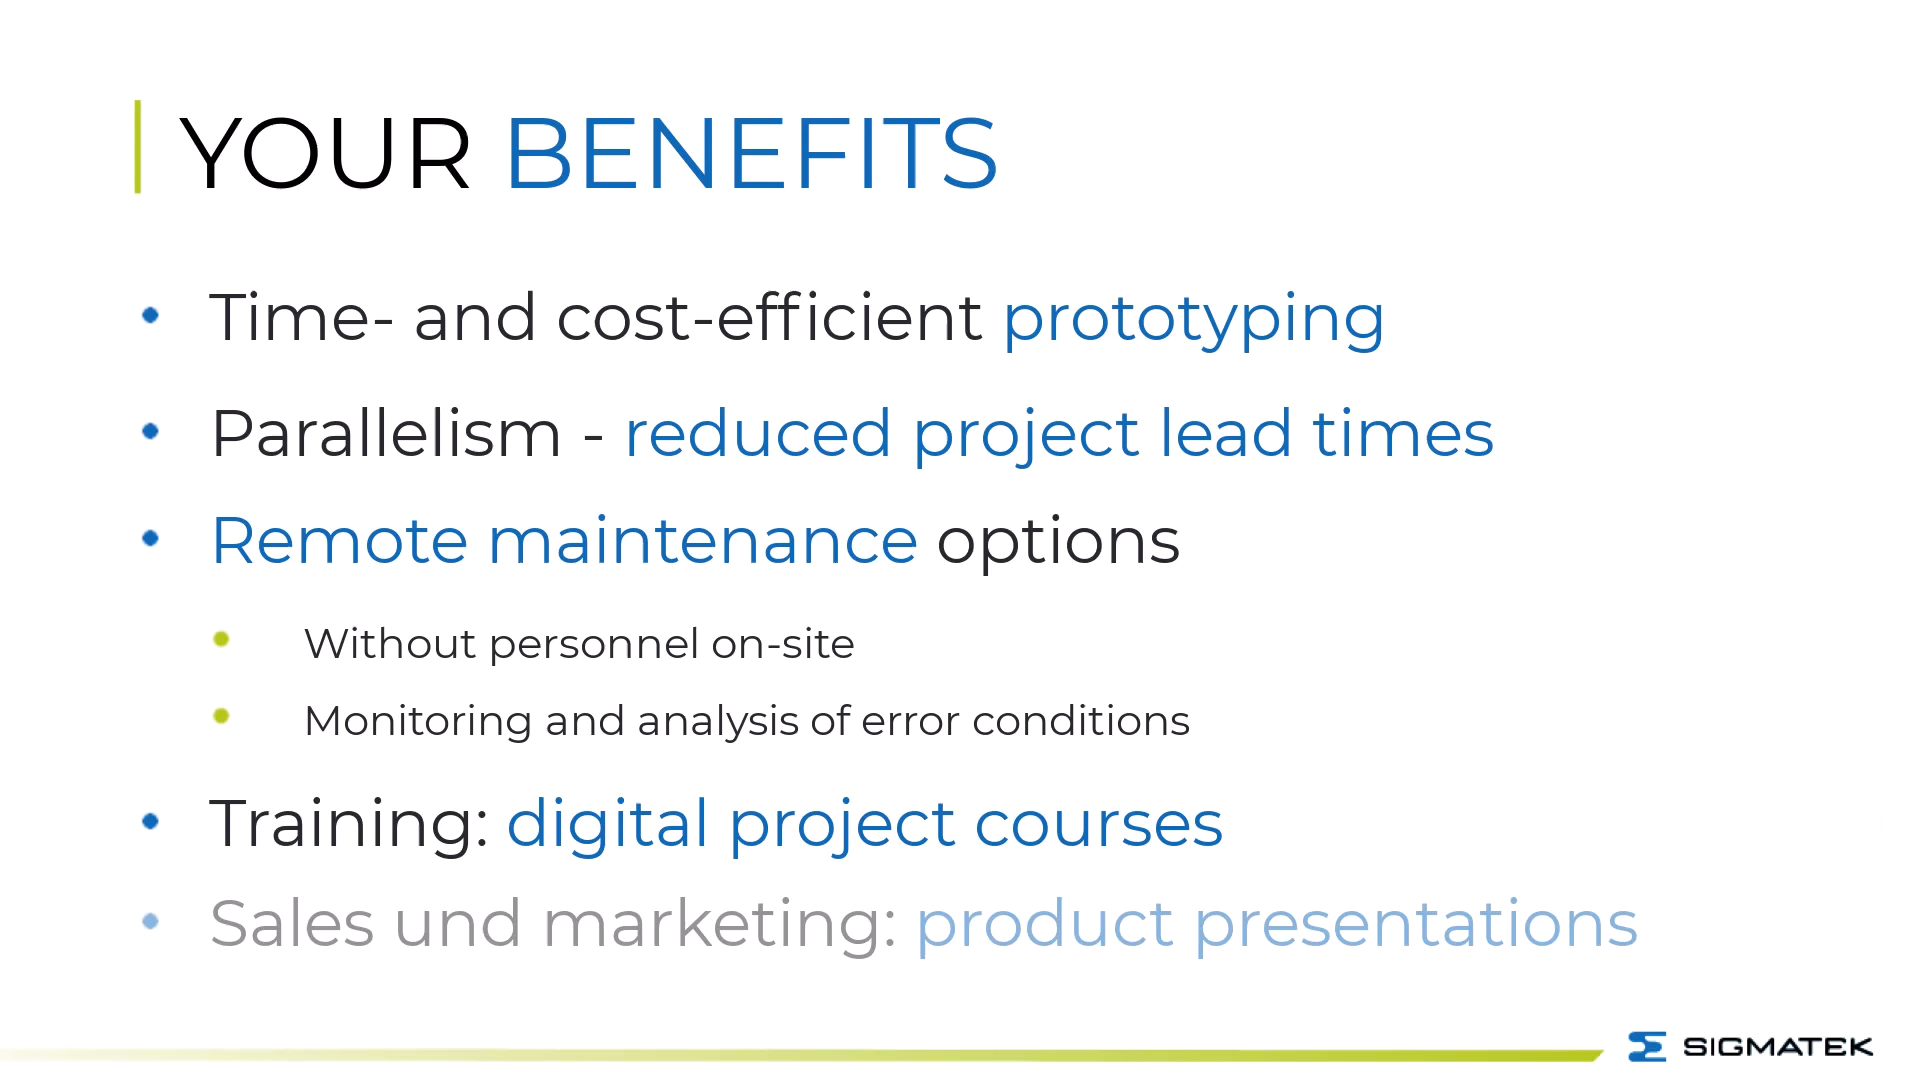 YOUR BENEFITS
• Time- and cost-efficient prototyping
• Parallelism - reduced project lead times
• Remote maintenance options
• Without personnel on-site
• Monitoring and analysis of error conditions
• Training: digital project courses
• Sales und marketing: product presentations
SIGMATEK